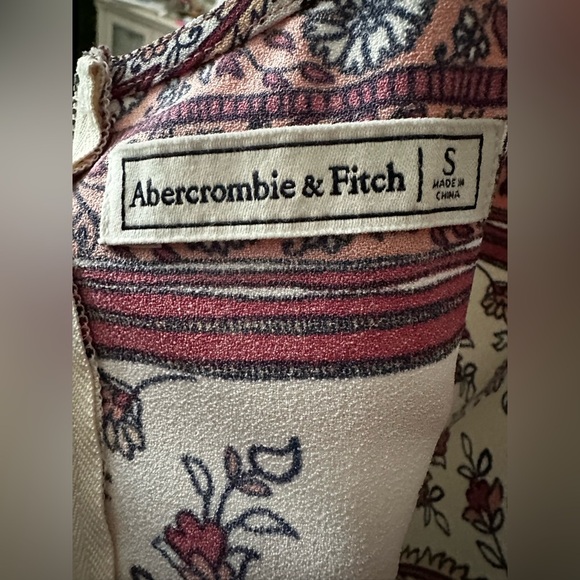 Abercrombie & Fitch
S
MADE IN
CHINA